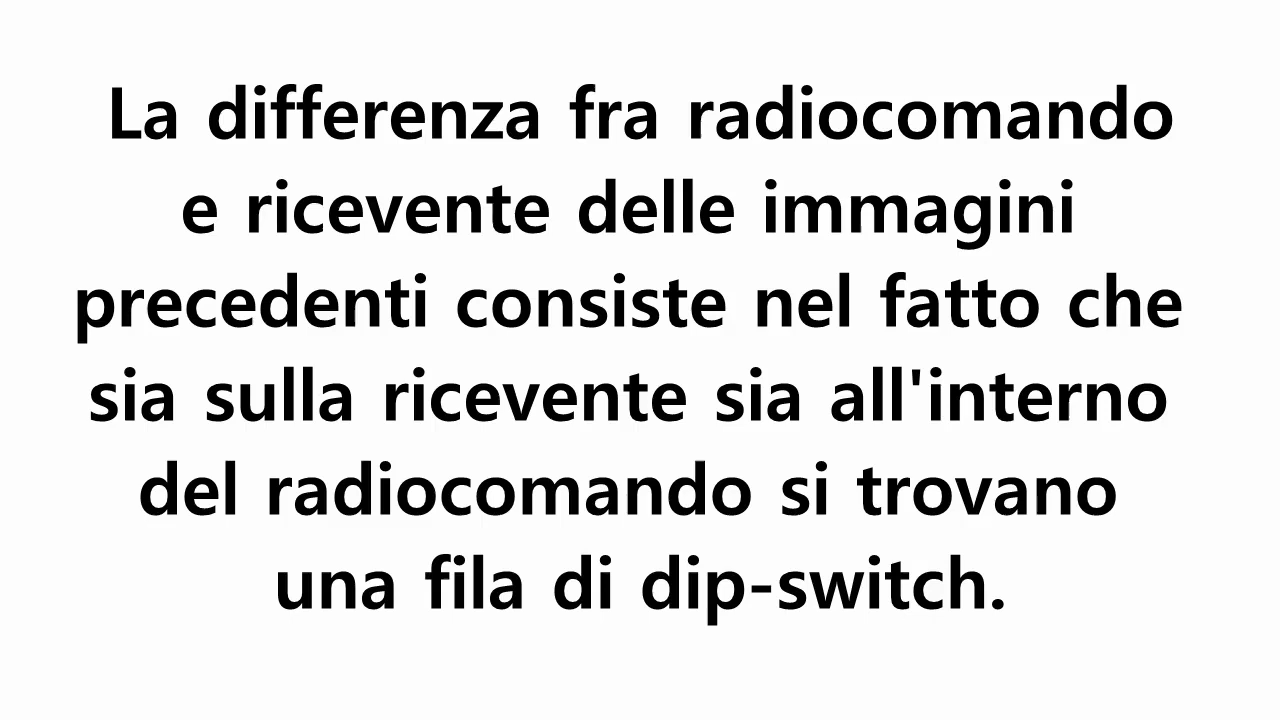 La differenza fra radiocomando
e ricevente delle immagini
precedenti consiste nel fatto che
sia sulla ricevente sia all'interno
del radiocomando si trovano
una fila di dip-switch.